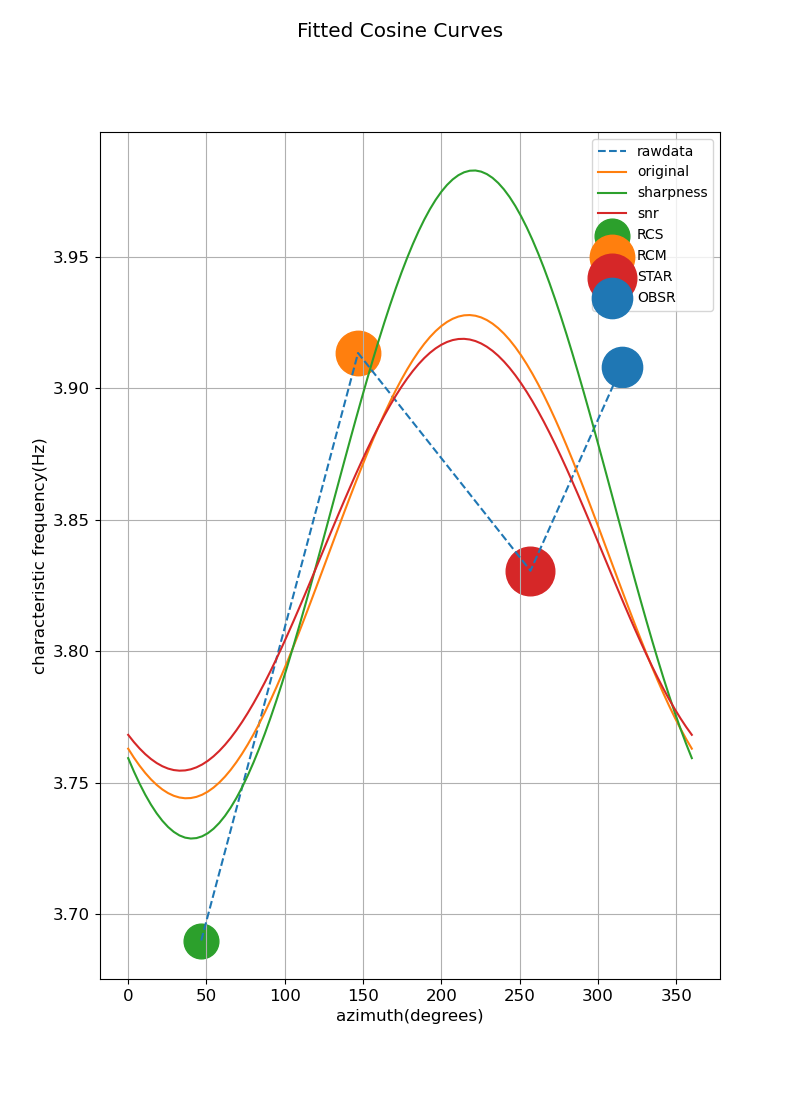 Fitted Cosine Curves
rawdata
original
sharpness
snr
RCS
RCM
STAR
OBSR
characteristic frequency(Hz)
3.95
3.90
3.85
3.80
3.75
3.70
0 50 100 150 200 250 300 350
azimuth(degrees)